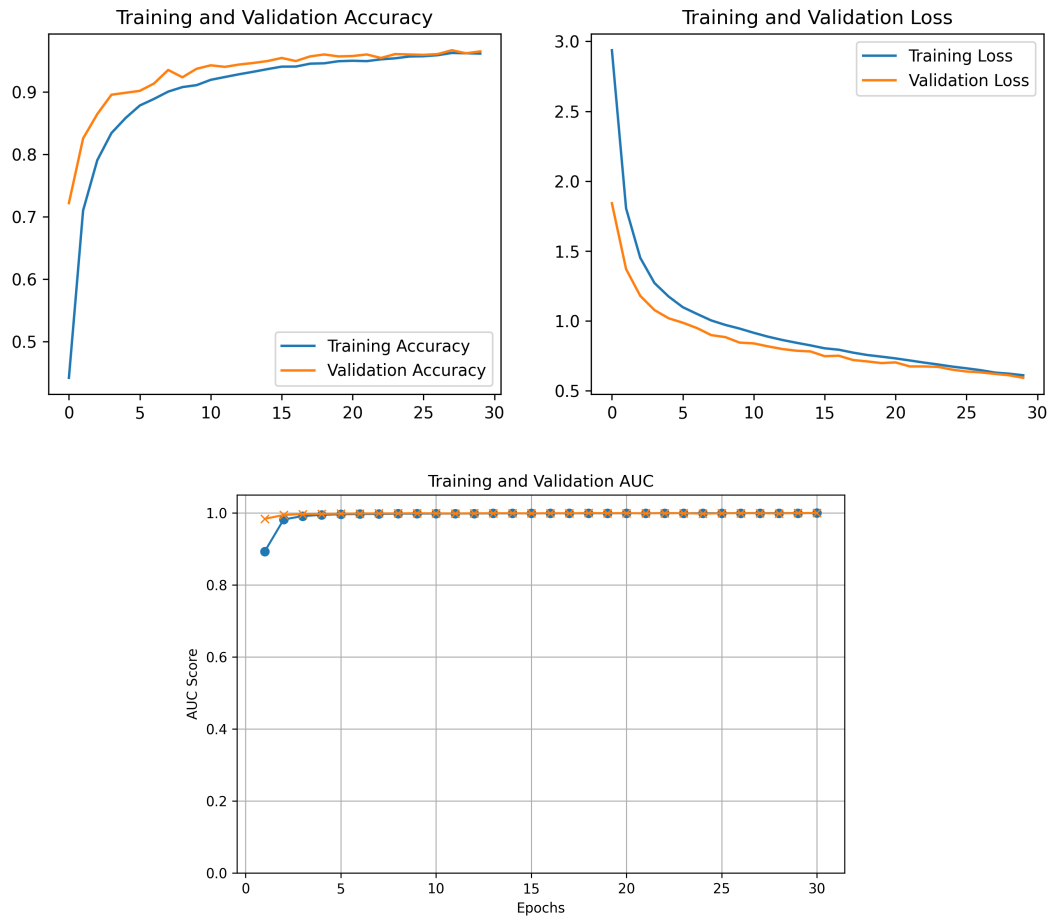 Training and Validation Accuracy
0.9
0.8
0.7
0.6
0.5
Training Accuracy
Validation Accuracy
0 5 10 15 20 25 30
Training and Validation Loss
3.0
2.5
2.0
1.5
1.0
0.5
Training Loss
Validation Loss
0 5 10 15 20 25 30
Training and Validation AUC
AUC Score
1.0
0.8
0.6
0.4
0.2
0.0
0 5 10 15 20 25 30
Epochs